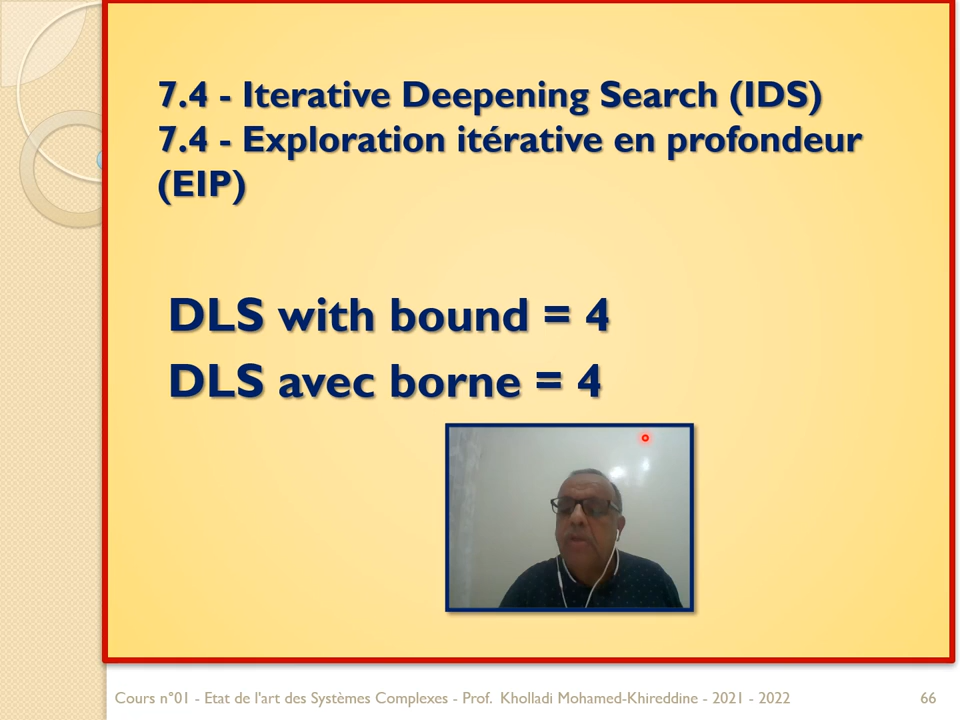 7.4 - Iterative Deepening Search (IDS)
7.4 - Exploration itérative en profondeur
(EIP)
DLS with bound = 4
DLS avec borne = 4
Cours n°01 - Etat de l'art des Systèmes Complexes - Prof. Kholladi Mohamed-Khireddine - 2021 - 2022 66